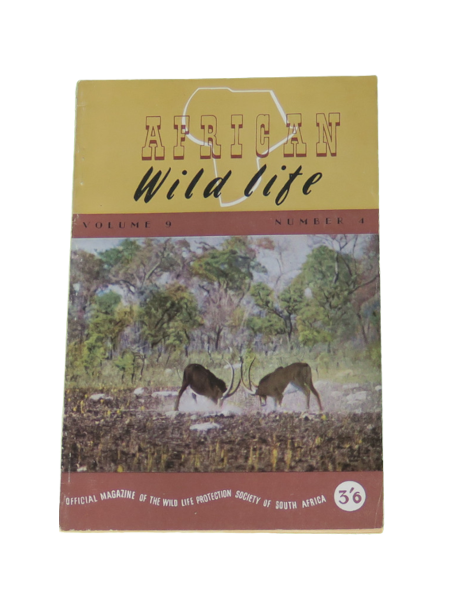 AFRICAN
Wild life
VOLUME 9 NUMBER 4
OFFICIAL MAGAZINE OF THE WILD LIFE PROTECTION SOCIETY OF SOUTH AFRICA
3'6